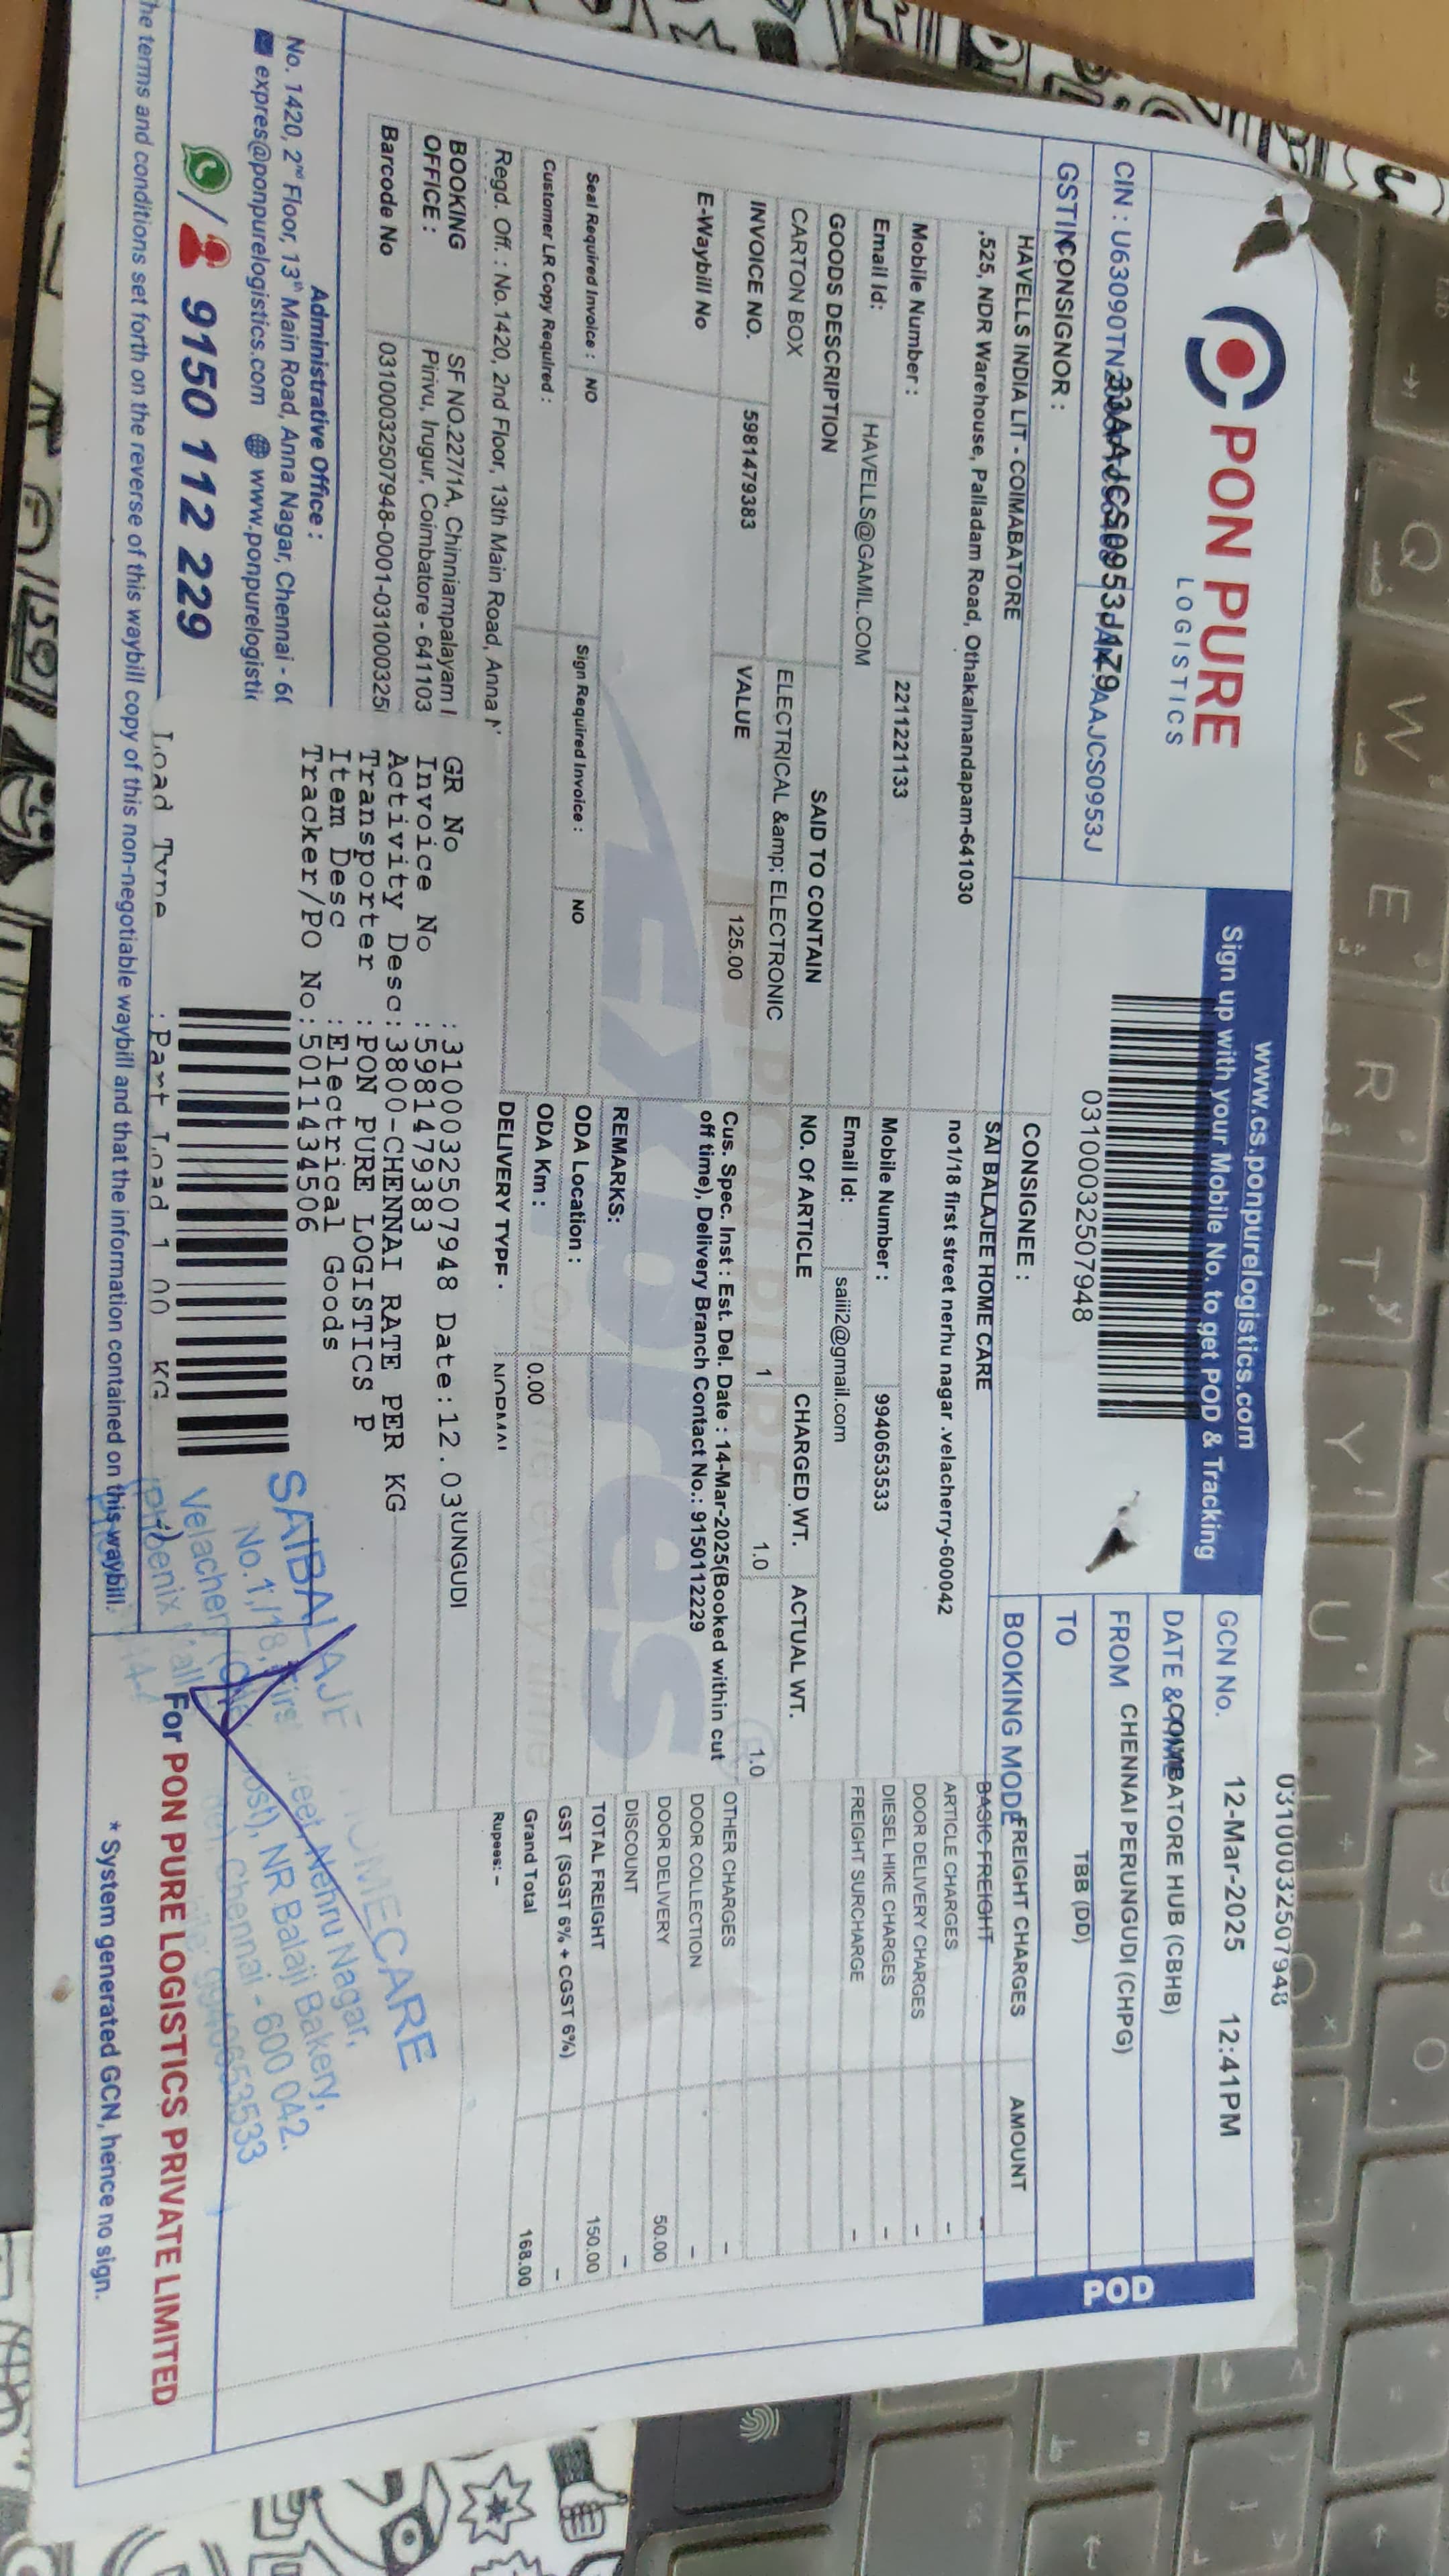 PON PURE
LOGISTICS
www.cs.ponpurelogistics.com
Sign up with your Mobile No. to get POD & Tracking
03100032507948
03100032507948
GCN No. 12-Mar-2025 12:41PM
DATE & COIMBATORE HUB (CBHB)
FROM CHENNAI PERUNGUDI (CHPG)
TO TBB (DD)
POD
CIN : U63090TN
GSTIN
CONSIGNOR :
HAVELLS INDIA LIT - COIMABATORE
,525, NDR Warehouse, Palladam Road, Othakalmandapam-641030
Mobile Number : 2211221133
Email Id: HAVELLS@GAMIL.COM
CONSIGNEE :
SAI BALAJEE HOME CARE
no1/18 first street nerhu nagar .velacherry-600042
Mobile Number : 9940653533
Email Id: saiii2@gmail.com
BOOKING MODE
FREIGHT CHARGES AMOUNT
BASIC FREIGHT -
ARTICLE CHARGES -
DOOR DELIVERY CHARGES -
DIESEL HIKE CHARGES -
FREIGHT SURCHARGE -
GOODS DESCRIPTION SAID TO CONTAIN NO. Of ARTICLE CHARGED WT. ACTUAL WT.
CARTON BOX ELECTRICAL &amp; ELECTRONIC 1 1.0 1.0
INVOICE NO. 5981479383 VALUE 125.00
E-Waybill No
Cus. Spec. Inst : Est. Del. Date : 14-Mar-2025(Booked within cut
off time), Delivery Branch Contact No.: 9150112229
OTHER CHARGES -
DOOR COLLECTION -
DOOR DELIVERY 50.00
DISCOUNT -
TOTAL FREIGHT 150.00
GST (SGST 6% + CGST 6%) -
Grand Total 168.00
Rupees: -
REMARKS:
Seal Required Invoice : NO Sign Required Invoice : NO
ODA Location :
Customer LR Copy Required :
ODA Km : 0.00
DELIVERY TYPE : NORMAL
Regd. Off. : No.1420, 2nd Floor, 13th Main Road, Anna
BOOKING
OFFICE :
SF NO.227/1A, Chinniampalayam
Pirivu, Irugur, Coimbatore - 641103
RUNGUDI
Barcode No 03100032507948-0001-0310003250
GR No : 3100032507948 Date:12.03
Invoice No :5981479383
Activity Desc:3800-CHENNAI RATE PER KG
Transporter :PON PURE LOGISTICS P
Item Desc :Electrical Goods
Tracker/PO No:5011434506
Load Type : Part Load 1.00 KG
Administrative Office :
No. 1420, 2nd Floor, 13th Main Road, Anna Nagar, Chennai -
expres@ponpurelogistics.com www.ponpurelogistic
9150 112 229
SAIBALAJE HOMECARE
No.1,/18, First Street, Nehru Nagar,
Velachery NR Balaji Bakery,
Phoenix Mall Chennai - 600 042.
9940653533
For PON PURE LOGISTICS PRIVATE LIMITED
* System generated GCN, hence no sign.
he terms and conditions set forth on the reverse of this waybill copy of this non-negotiable waybill and that the information contained on this waybill.
Expres